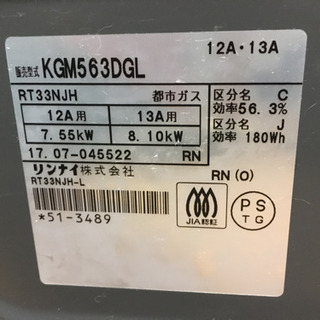 12A・13A
販売型式 KGM563DGL
RT33NJH 都市ガス
12A用 13A用
7.55kW 8.10kW
区分名 C
効率56.3%
区分名 J
効率 180Wh
17.07-045522 RN
リンナイ株式会社
RT33NJH-L
RN (O)
*51-3489
JIA認証
PS
TG